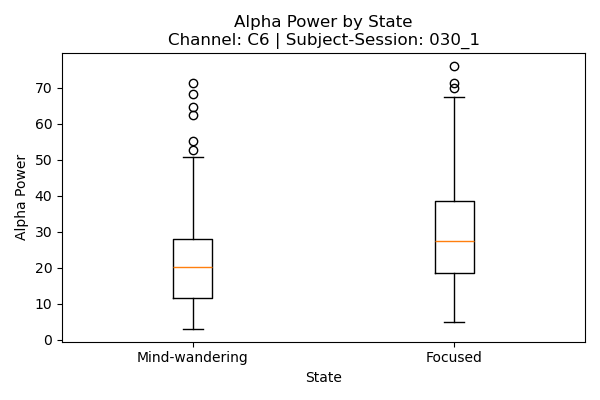 Alpha Power by State
Channel: C6 | Subject-Session: 030_1
Alpha Power
70
60
50
40
30
20
10
0
Mind-wandering
Focused
State